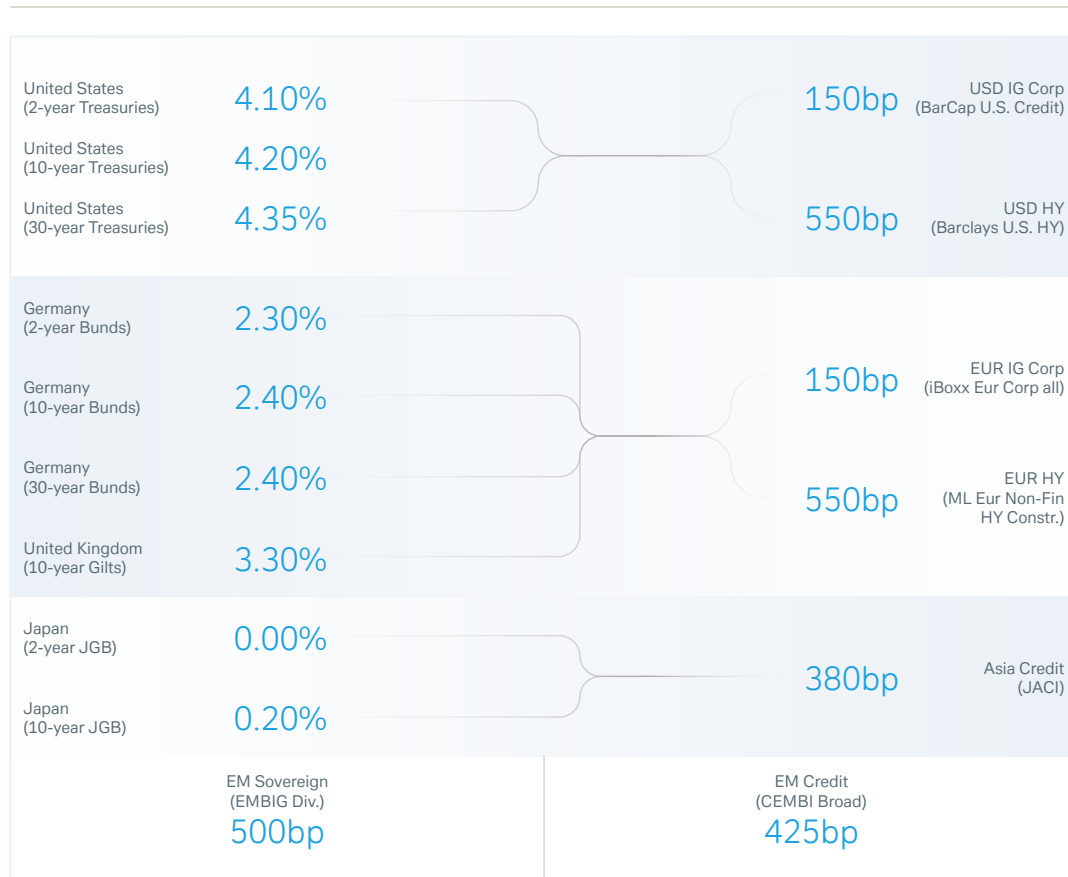 United States
(2-year Treasuries)
4.10%
United States
(10-year Treasuries)
4.20%
United States
(30-year Treasuries)
4.35%
150bp
USD IG Corp
(BarCap U.S. Credit)
550bp
USD HY
(Barclays U.S. HY)
Germany
(2-year Bunds)
2.30%
Germany
(10-year Bunds)
2.40%
Germany
(30-year Bunds)
2.40%
United Kingdom
(10-year Gilts)
3.30%
150bp
EUR IG Corp
(iBoxx Eur Corp all)
550bp
EUR HY
(ML Eur Non-Fin
HY Constr.)
Japan
(2-year JGB)
0.00%
Japan
(10-year JGB)
0.20%
380bp
Asia Credit
(JACI)
EM Sovereign
(EMBIG Div.)
500bp
EM Credit
(CEMBI Broad)
425bp